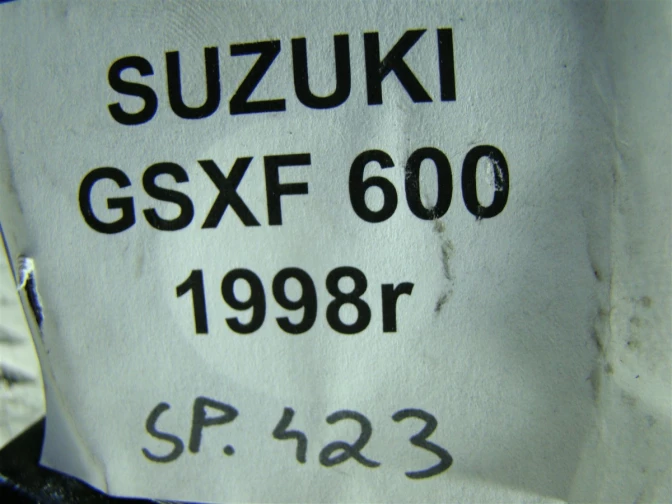 SUZUKI
GSXF 600
1998r
SP. 423